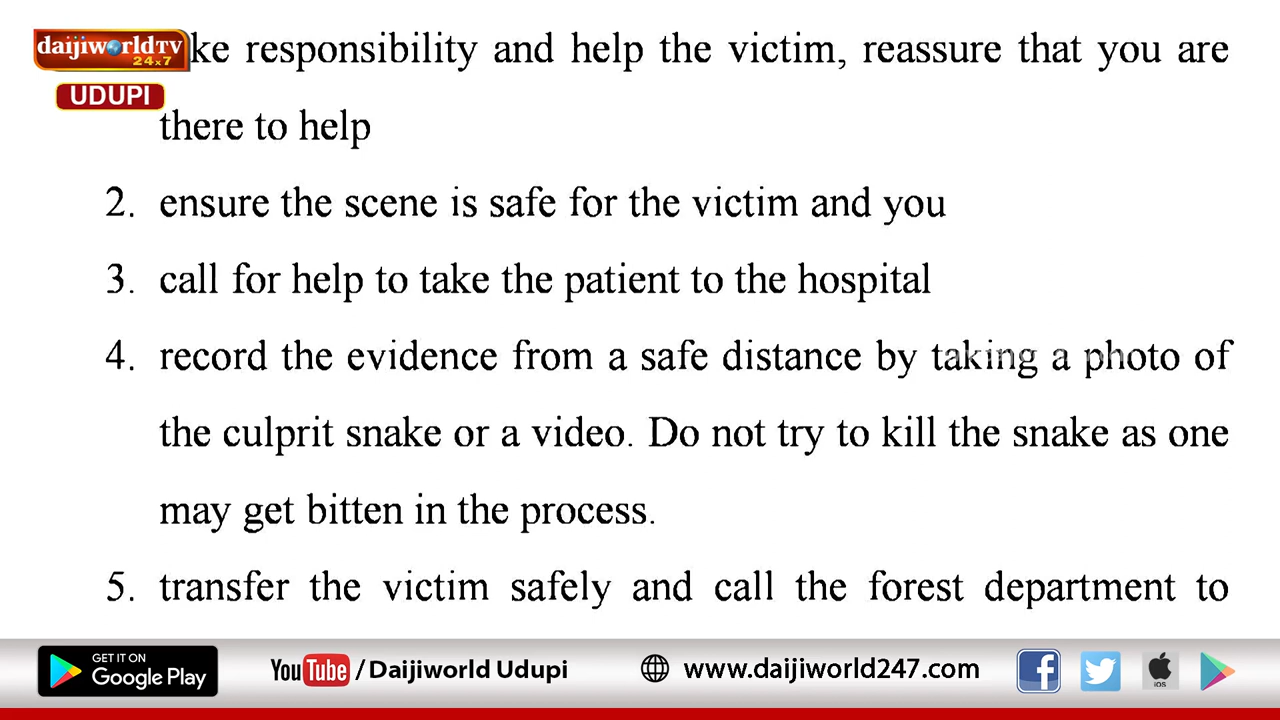 daijiworldTV
24x7
UDUPI
ke responsibility and help the victim, reassure that you are
there to help
2. ensure the scene is safe for the victim and you
3. call for help to take the patient to the hospital
4. record the evidence from a safe distance by taking a photo of
the culprit snake or a video. Do not try to kill the snake as one
may get bitten in the process.
5. transfer the victim safely and call the forest department to
GET IT ON
Google Play
YouTube / Daijiworld Udupi
www.daijiworld247.com
f
iOS